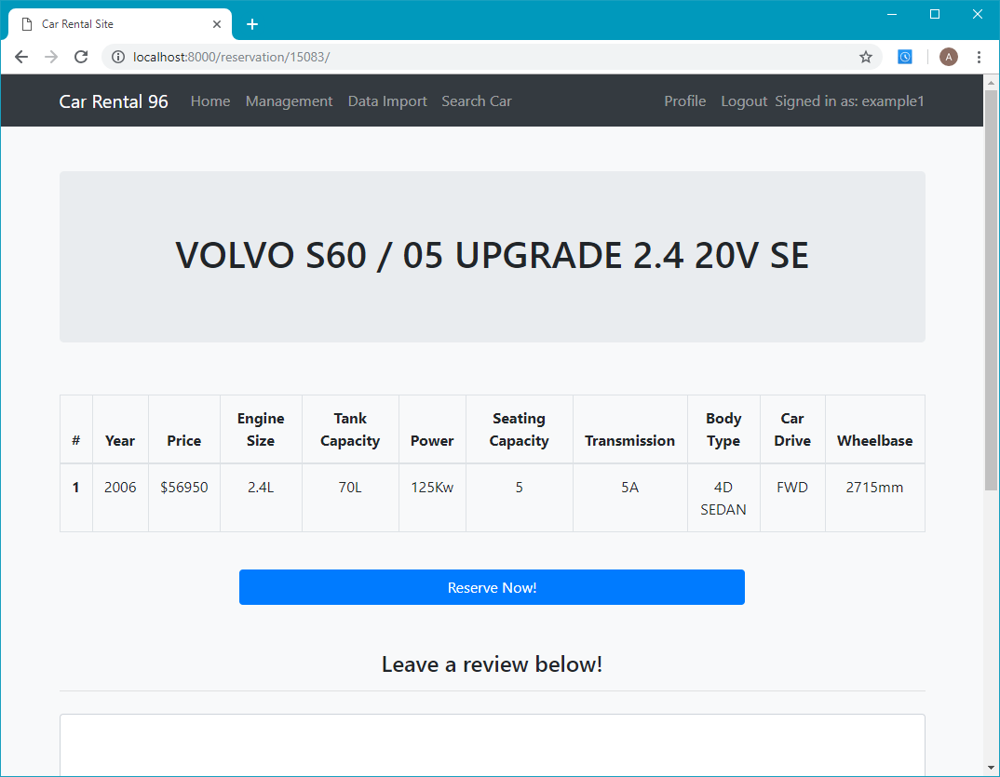 Car Rental Site
localhost:8000/reservation/15083/
A
Car Rental 96 Home Management Data Import Search Car Profile Logout Signed in as: example1
VOLVO S60 / 05 UPGRADE 2.4 20V SE
# Year Price Engine Size Tank Capacity Power Seating Capacity Transmission Body Type Car Drive Wheelbase
1 2006 $56950 2.4L 70L 125Kw 5 5A 4D SEDAN FWD 2715mm
Reserve Now!
Leave a review below!